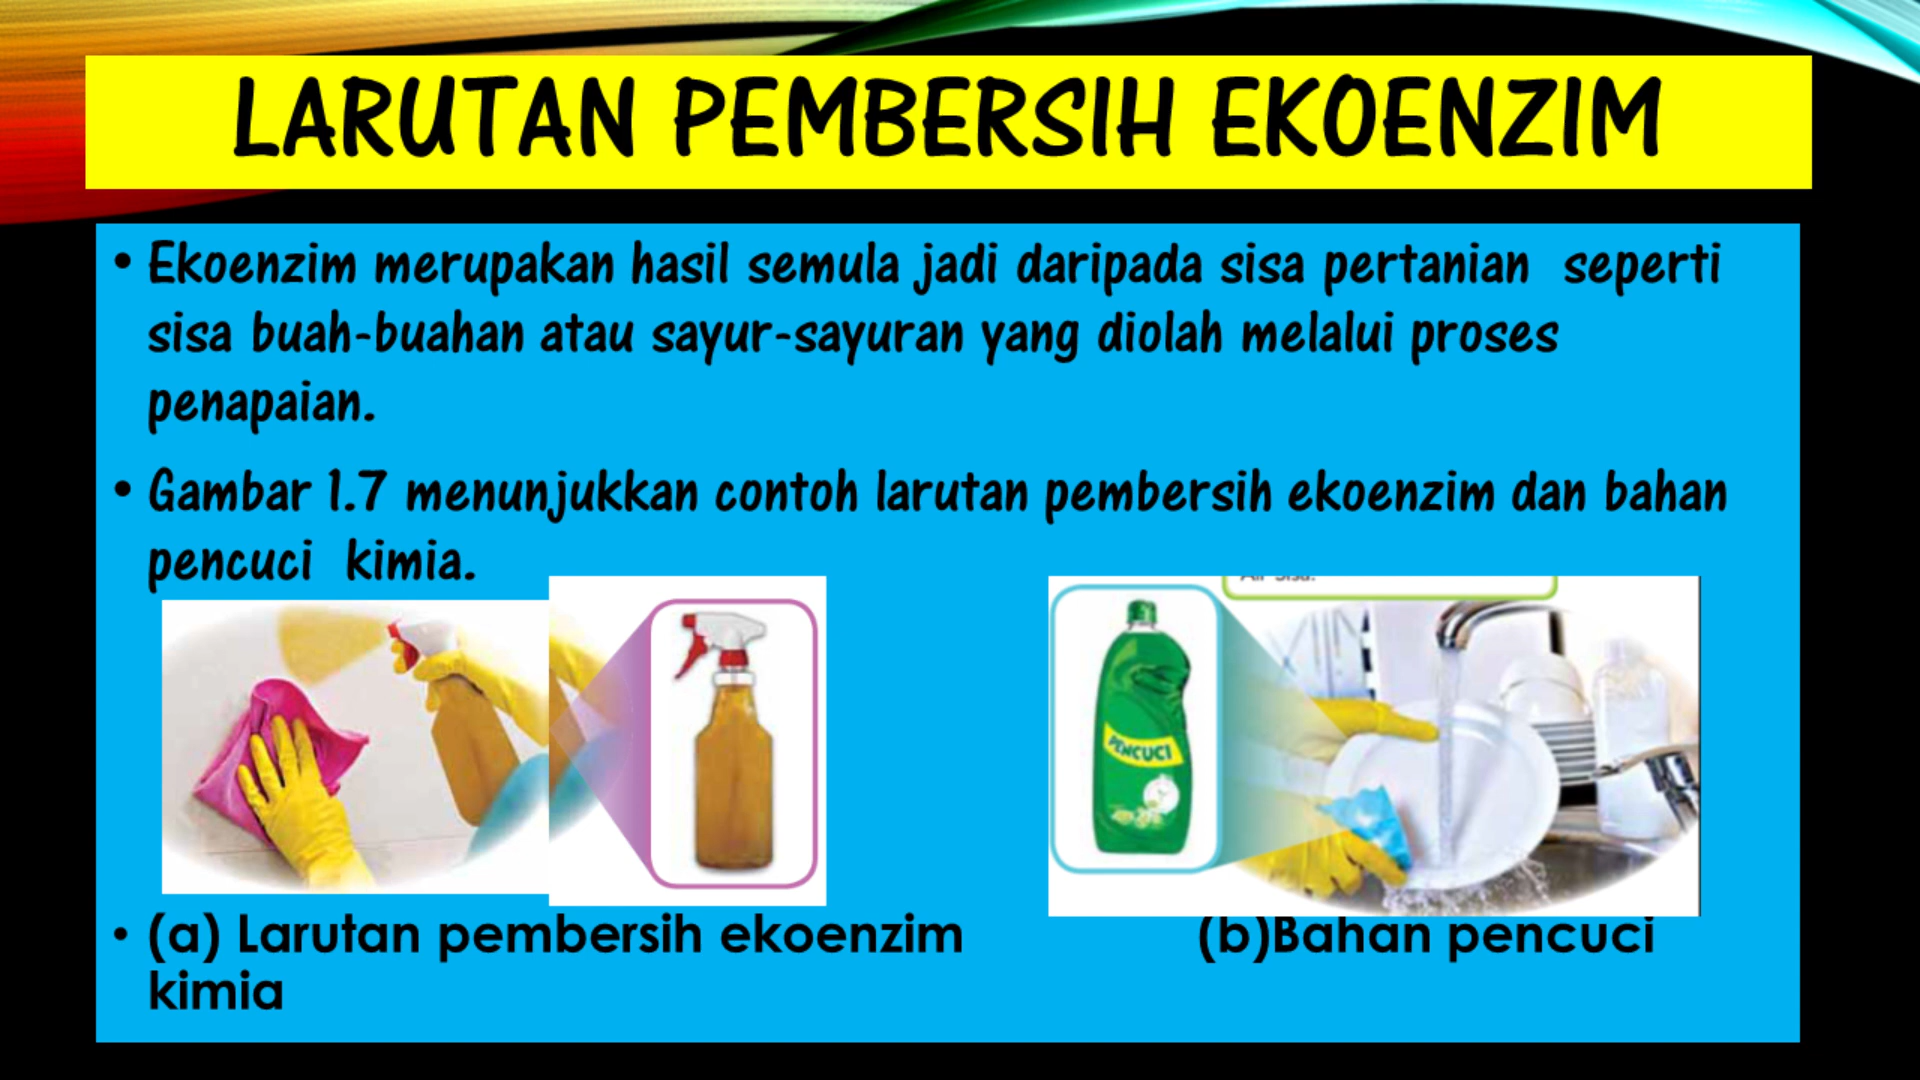 LARUTAN PEMBERSIH EKOENZIM
• Ekoenzim merupakan hasil semula jadi daripada sisa pertanian seperti
sisa buah-buahan atau sayur-sayuran yang diolah melalui proses
penapaian.
• Gambar 1.7 menunjukkan contoh larutan pembersih ekoenzim dan bahan
pencuci kimia.
PENCUCI
• (a) Larutan pembersih ekoenzim (b)Bahan pencuci
kimia